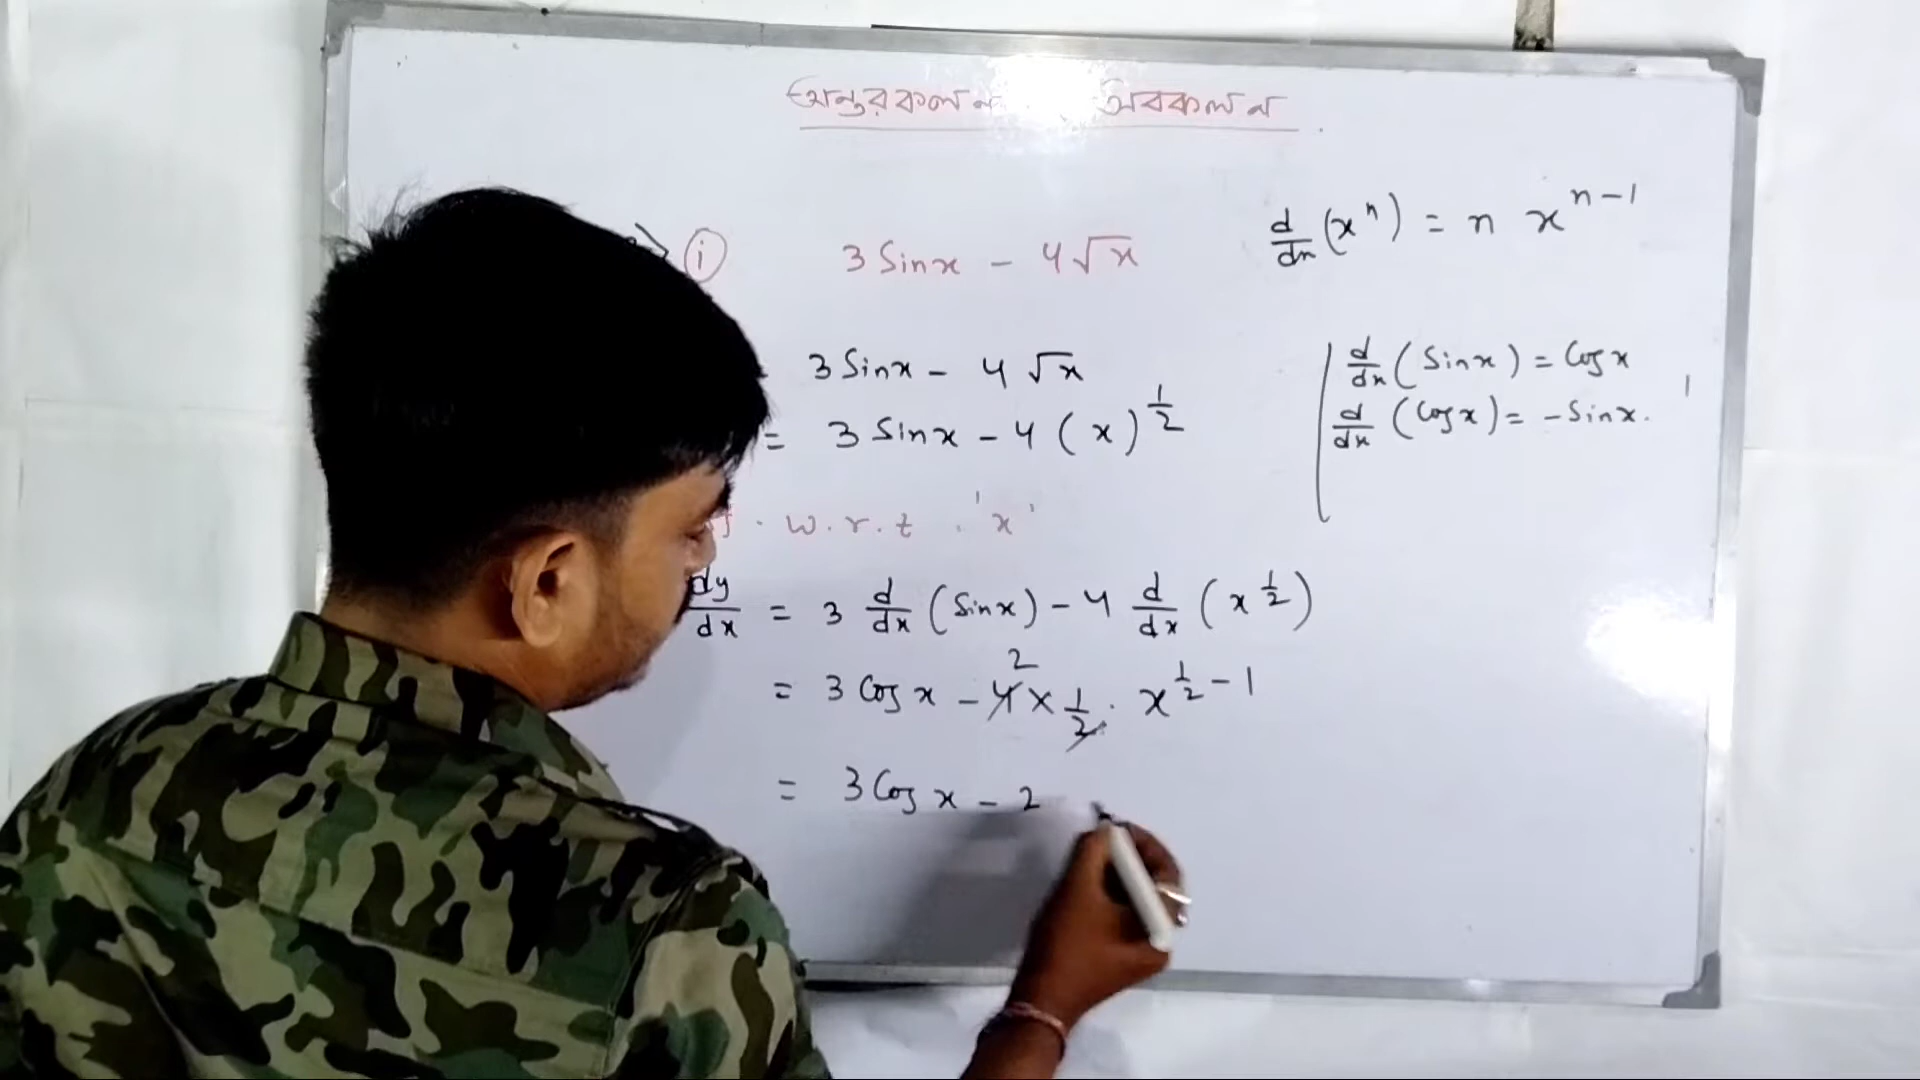 অন্তরকলন অবকলন
i 3 Sinx - 4√x
d/dx (x^n) = n x^(n-1)
3 Sinx - 4 √x
= 3 Sinx - 4 (x)^(1/2)
d/dx (Sinx) = Cosx
d/dx (Cosx) = -Sinx.
w.r.t. 'x'
dy/dx = 3 d/dx (Sinx) - 4 d/dx (x^(1/2))
2
= 3 Cosx - 4 × 1/2 . x^(1/2 - 1)
= 3 Cosx - 2